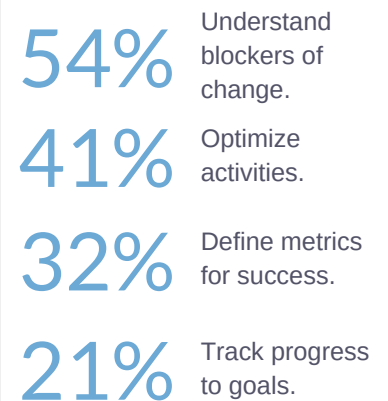 54%
Understand
blockers of
change.
41%
Optimize
activities.
32%
Define metrics
for success.
21%
Track progress
to goals.